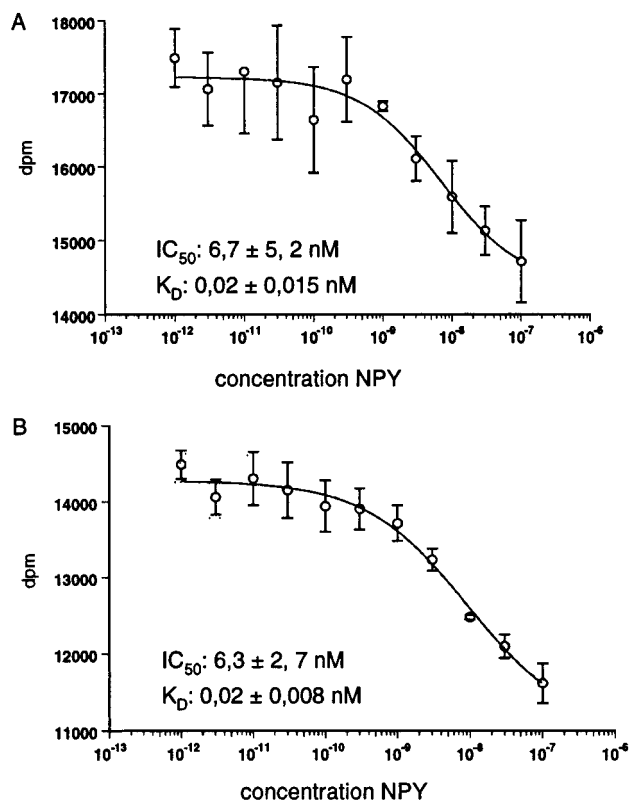 A
18000
17000
16000
15000
14000
dpm
IC50: 6,7 ± 5, 2 nM
KD: 0,02 ± 0,015 nM
10-13 10-12 10-11 10-10 10-9 10-8 10-7 10-6
concentration NPY
B
15000
14000
13000
12000
11000
dpm
IC50: 6,3 ± 2, 7 nM
KD: 0,02 ± 0,008 nM
10-13 10-12 10-11 10-10 10-9 10-8 10-7 10-6
concentration NPY